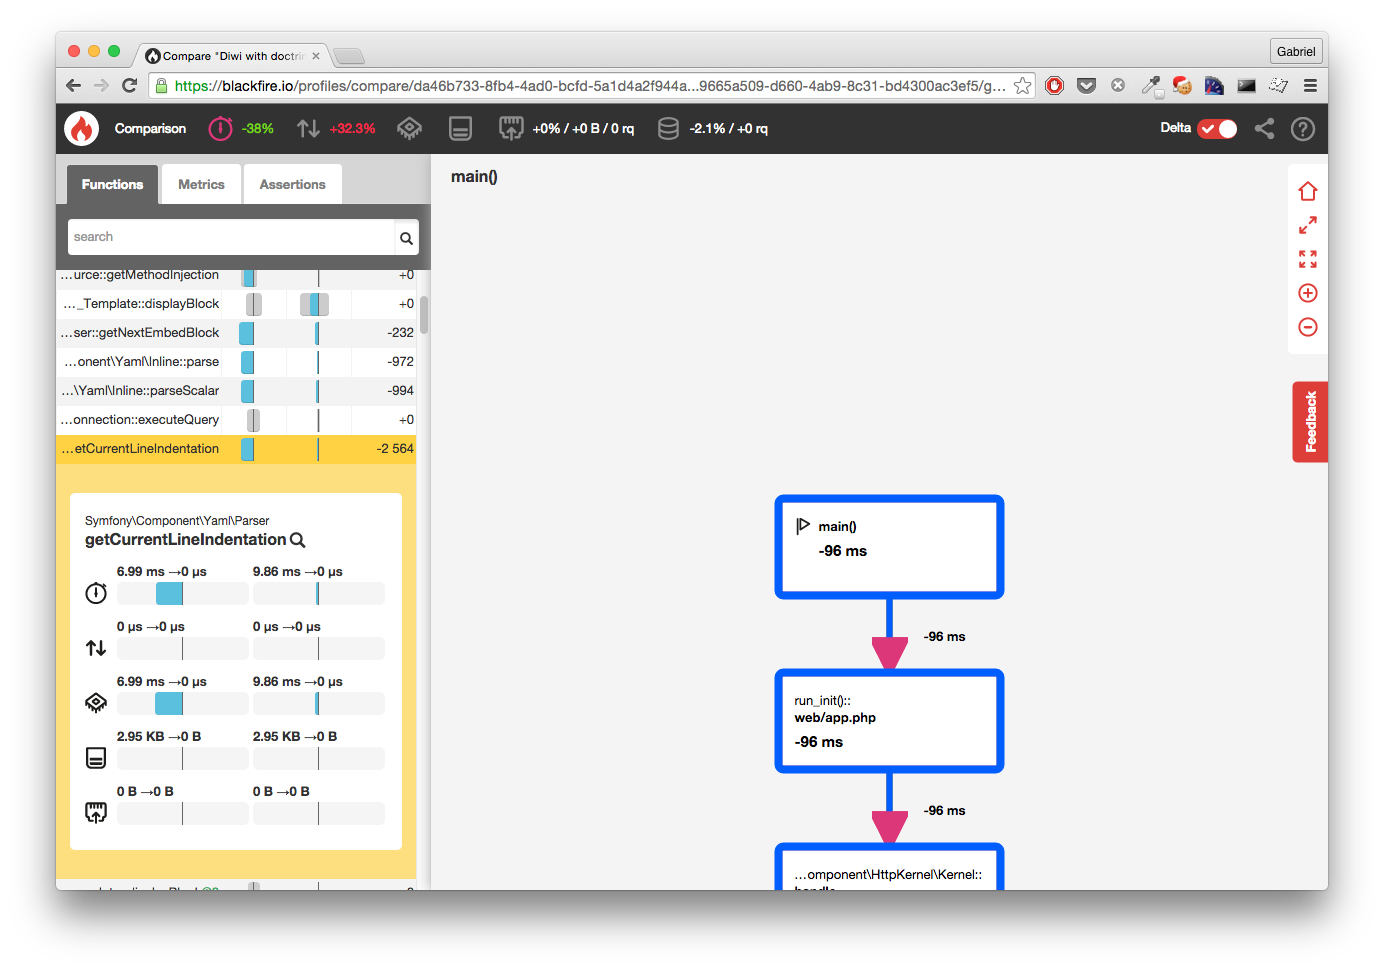 Compare "Diwi with doctrin
Gabriel
https://blackfire.io/profiles/compare/da46b733-8fb4-4ad0-bcfd-5a1d4a2f944a...9665a509-d660-4ab9-8c31-bd4300ac3ef5/g...
Comparison
-38%
+32.3%
+0% / +0 B / 0 rq
-2.1% / +0 rq
Delta
Functions
Metrics
Assertions
search
main()
...urce::getMethodInjection
+0
..._Template::displayBlock
+0
...ser::getNextEmbedBlock
-232
...onent\Yaml\Inline::parse
-972
...\Yaml\Inline::parseScalar
-994
...onnection::executeQuery
+0
...etCurrentLineIndentation
-2 564
Symfony\Component\Yaml\Parser
getCurrentLineIndentation
6.99 ms →0 µs
9.86 ms →0 µs
0 µs →0 µs
0 µs →0 µs
6.99 ms →0 µs
9.86 ms →0 µs
2.95 KB →0 B
2.95 KB →0 B
0 B →0 B
0 B →0 B
Feedback
main()
-96 ms
-96 ms
run_init()::
web/app.php
-96 ms
-96 ms
...omponent\HttpKernel\Kernel::
handle